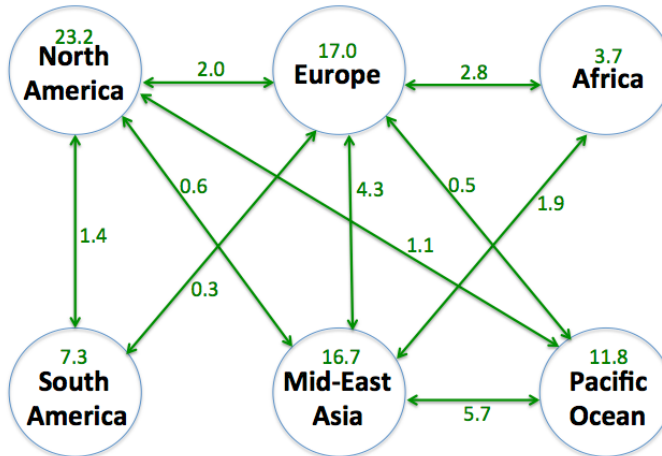 23.2
North
America
2.0
17.0
Europe
2.8
3.7
Africa
0.6
4.3
0.5
1.9
1.4
1.1
0.3
7.3
South
America
16.7
Mid-East
Asia
5.7
11.8
Pacific
Ocean